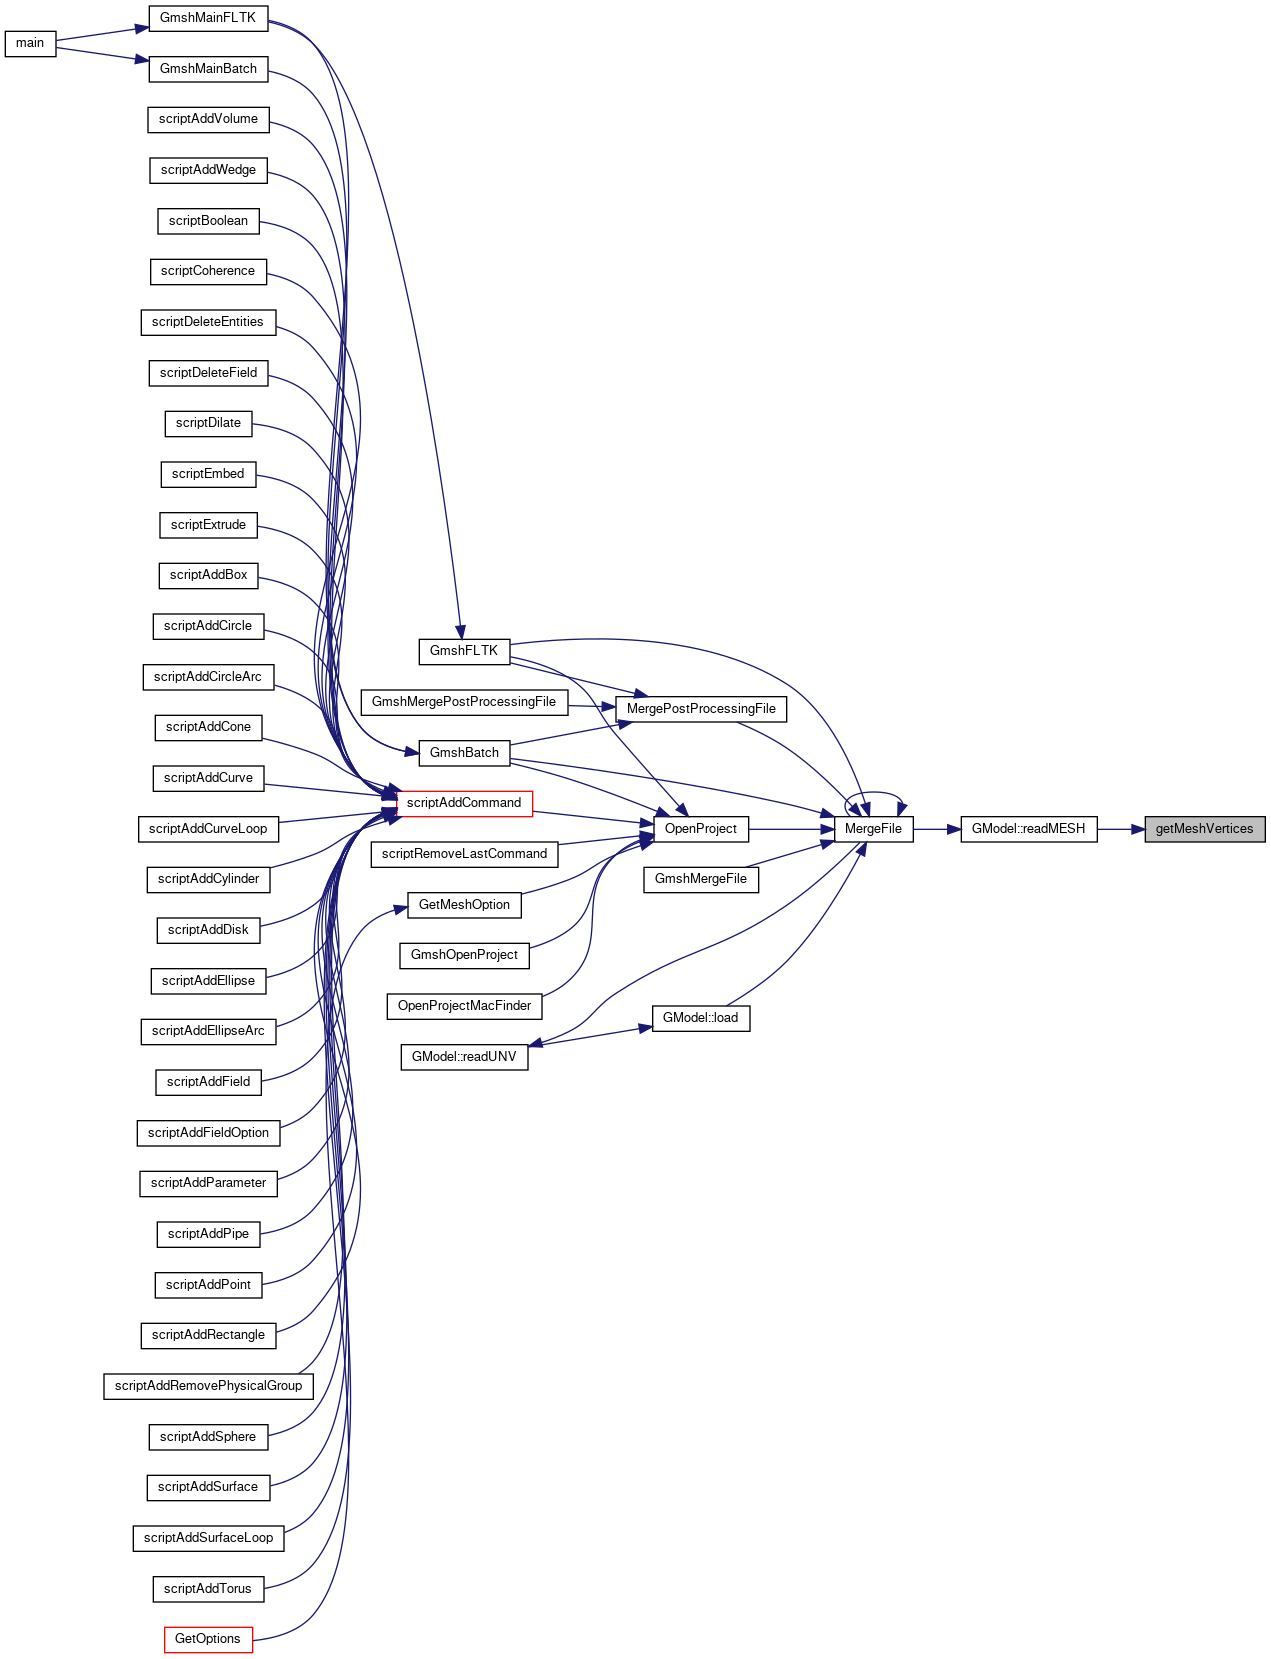 main
GmshMainFLTK
GmshMainBatch
scriptAddVolume
scriptAddWedge
scriptBoolean
scriptCoherence
scriptDeleteEntities
scriptDeleteField
scriptDilate
scriptEmbed
scriptExtrude
scriptAddBox
scriptAddCircle
scriptAddCircleArc
scriptAddCone
scriptAddCurve
scriptAddCurveLoop
scriptAddCylinder
scriptAddDisk
scriptAddEllipse
scriptAddEllipseArc
scriptAddField
scriptAddFieldOption
scriptAddParameter
scriptAddPipe
scriptAddPoint
scriptAddRectangle
scriptAddRemovePhysicalGroup
scriptAddSphere
scriptAddSurface
scriptAddSurfaceLoop
scriptAddTorus
GetOptions
GmshFLTK
GmshMergePostProcessingFile
GmshBatch
scriptAddCommand
scriptRemoveLastCommand
GetMeshOption
GmshOpenProject
OpenProjectMacFinder
GModel::readUNV
MergePostProcessingFile
OpenProject
GmshMergeFile
GModel::load
MergeFile
GModel::readMESH
getMeshVertices